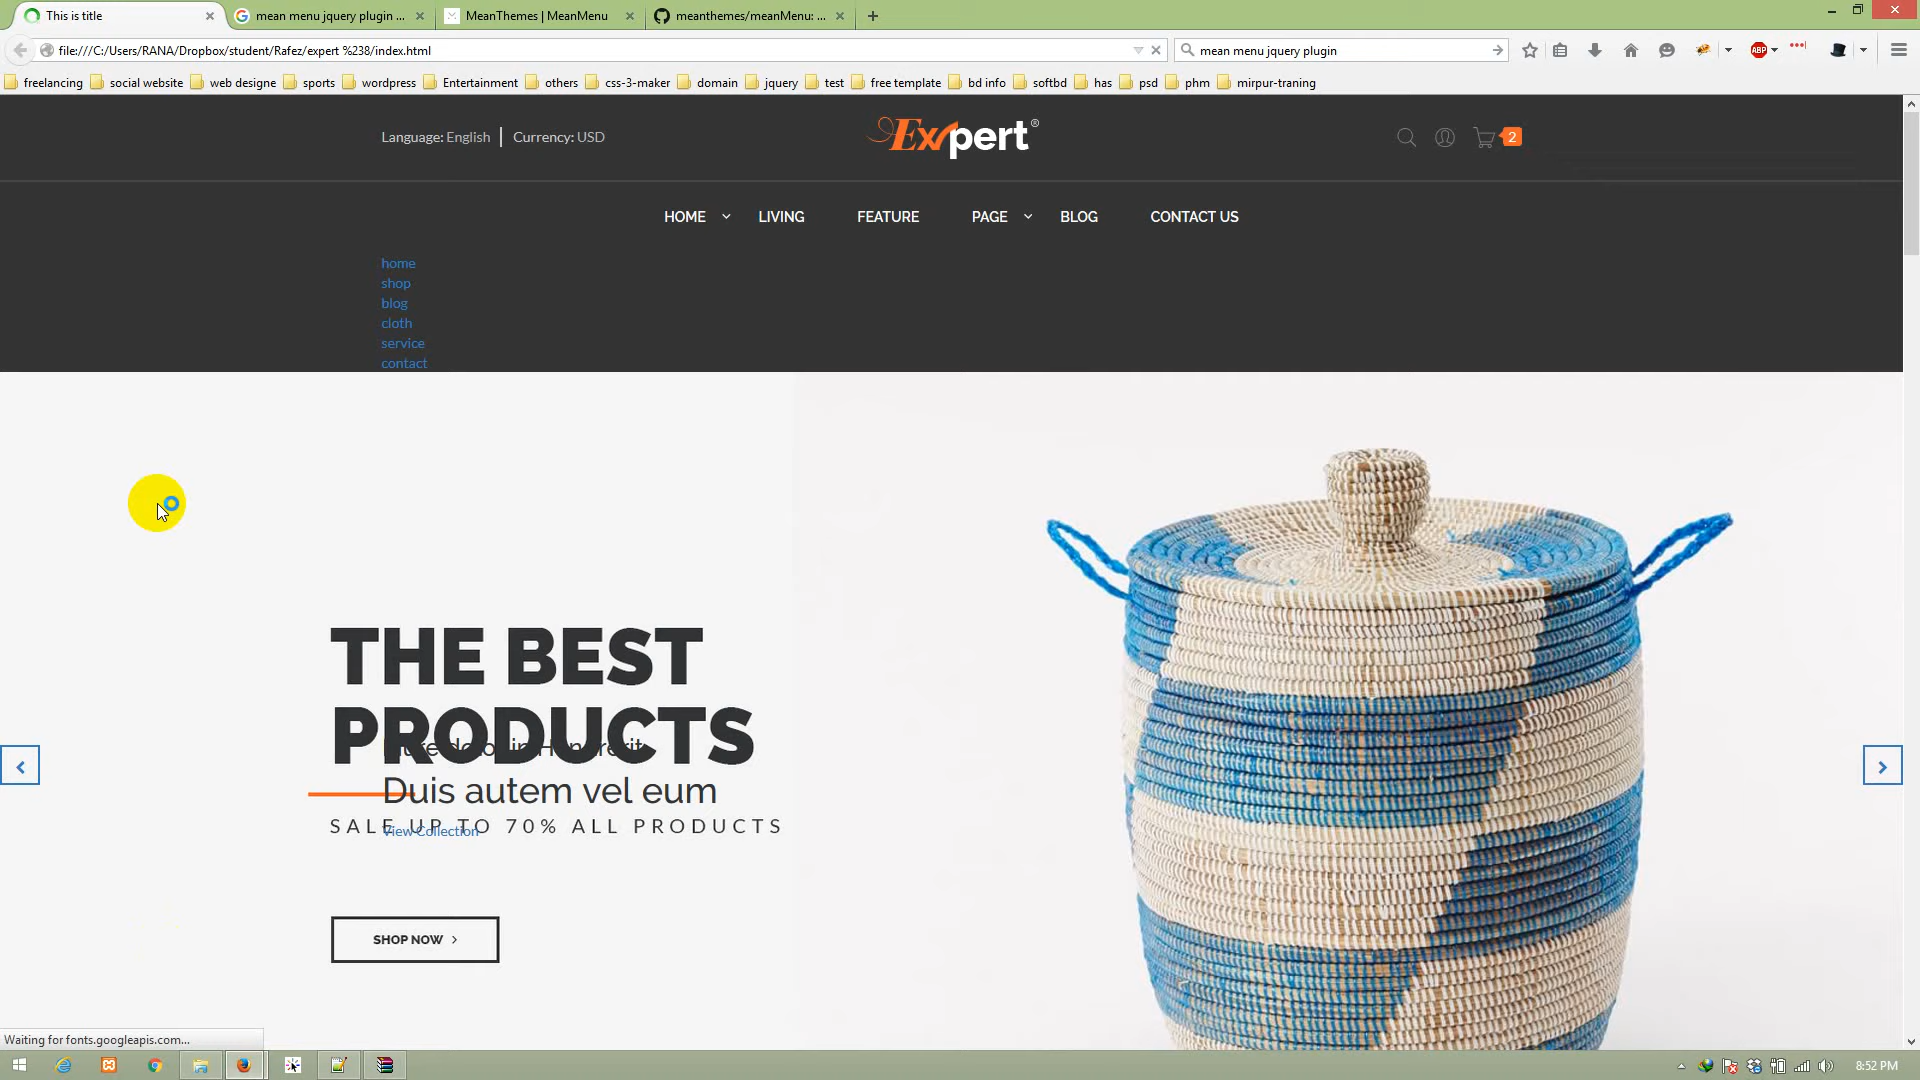 This is title
mean menu jquery plugin ...
MeanThemes | MeanMenu
meanthemes/meanMenu: ...
file:///C:/Users/RANA/Dropbox/student/Rafez/expert %238/index.html
mean menu jquery plugin
ABP
freelancing
social website
web designe
sports
wordpress
Entertainment
others
css-3-maker
domain
jquery
test
free template
bd info
softbd
has
psd
phm
mirpur-traning
Language: English
Currency: USD
Expert®
2
HOME
LIVING
FEATURE
PAGE
BLOG
CONTACT US
home
shop
blog
cloth
service
contact
THE BEST
PRODUCTS
Duis autem vel eum
SALE UP TO 70% ALL PRODUCTS
View Collection
SHOP NOW
Waiting for fonts.googleapis.com...
8:52 PM